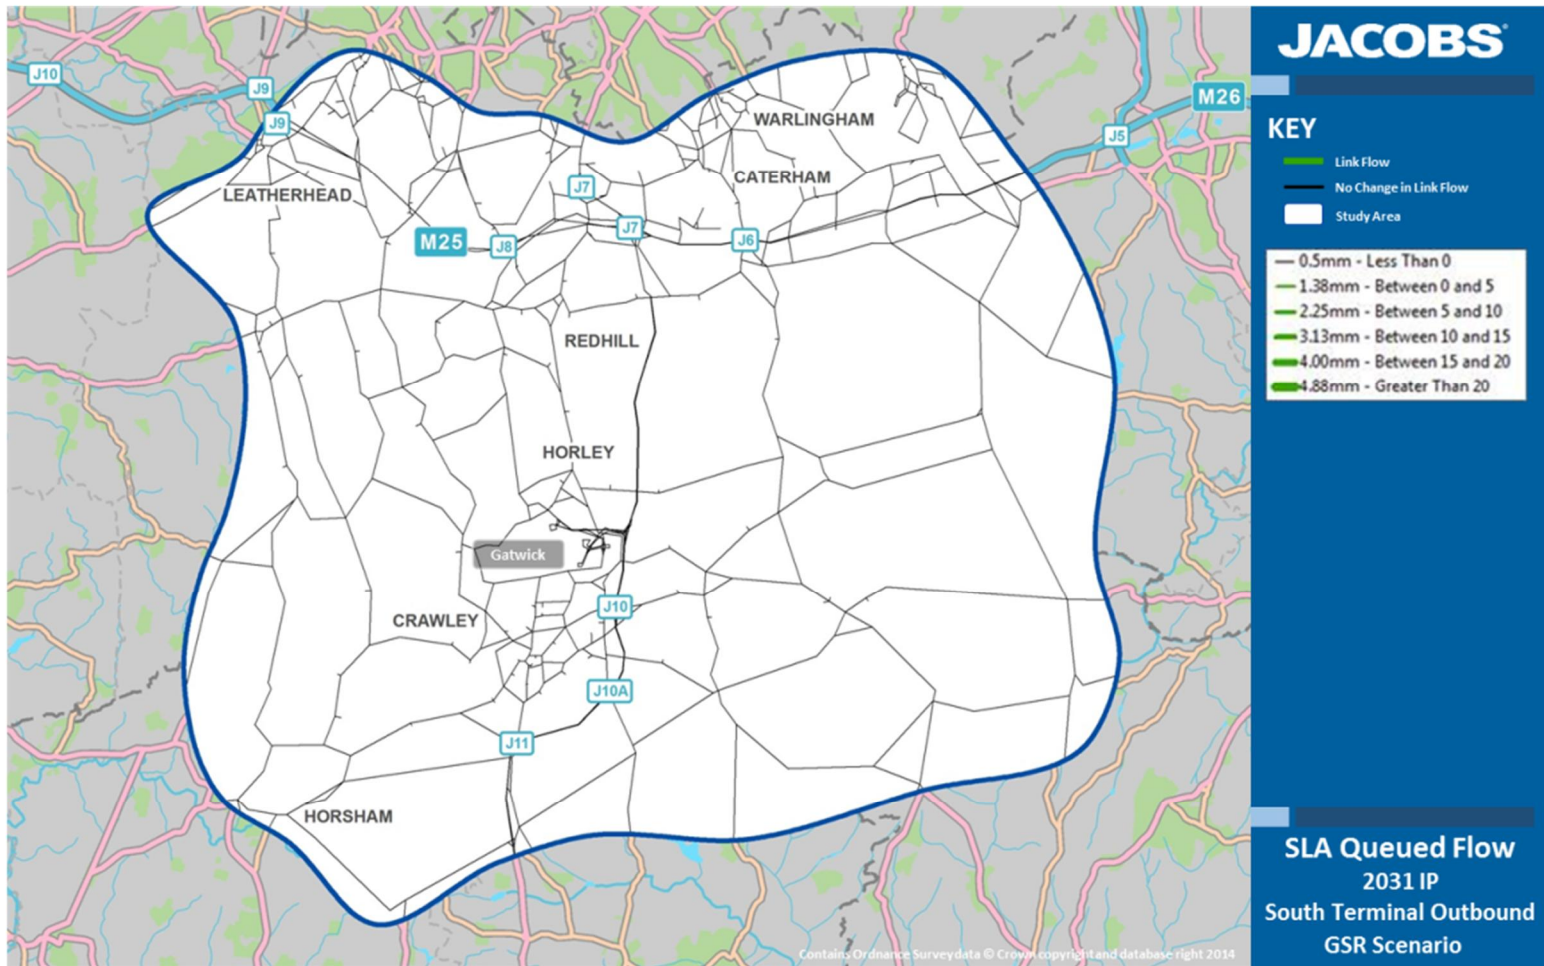 JACOBS
KEY
Link Flow
No Change in Link Flow
Study Area
0.5mm - Less Than 0
1.38mm - Between 0 and 5
2.25mm - Between 5 and 10
3.13mm - Between 10 and 15
4.00mm - Between 15 and 20
4.88mm - Greater Than 20
J10
J9
J9
M26
J5
WARLINGHAM
CATERHAM
LEATHERHEAD
J7
M25
J8
J7
J6
REDHILL
HORLEY
Gatwick
J10
CRAWLEY
J10A
J11
HORSHAM
SLA Queued Flow
2031 IP
South Terminal Outbound
GSR Scenario
Contains Ordnance Survey data © Crown copyright and database right 2014